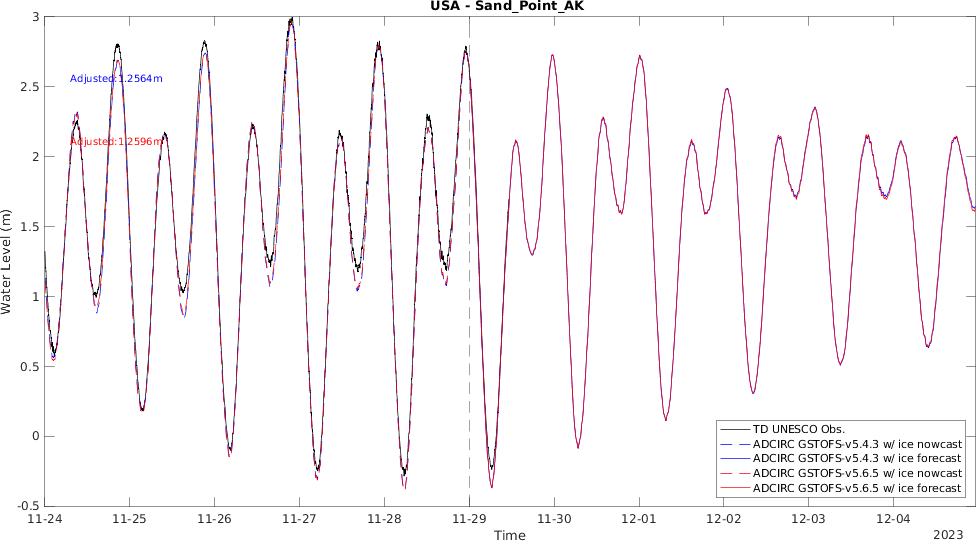 USA - Sand_Point_AK
3
2.5
2
1.5
1
0.5
0
-0.5
Water Level (m)
Adjusted:1.2564m
Adjusted:1.2596m
TD UNESCO Obs.
ADCIRC GSTOFS-v5.4.3 w/ ice nowcast
ADCIRC GSTOFS-v5.4.3 w/ ice forecast
ADCIRC GSTOFS-v5.6.5 w/ ice nowcast
ADCIRC GSTOFS-v5.6.5 w/ ice forecast
11-24 11-25 11-26 11-27 11-28 11-29 11-30 12-01 12-02 12-03 12-04
Time
2023